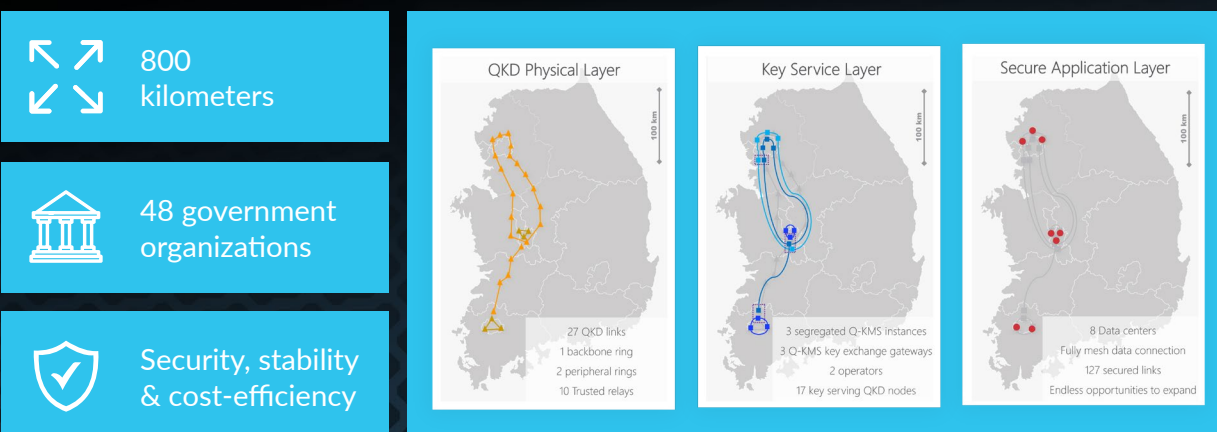 800
kilometers
48 government
organizations
Security, stability
& cost-efficiency
QKD Physical Layer
100 km
27 QKD links
1 backbone ring
2 peripheral rings
10 Trusted relays
Key Service Layer
100 km
3 segregated Q-KMS instances
3 Q-KMS key exchange gateways
2 operators
17 key serving QKD nodes
Secure Application Layer
100 km
8 Data centers
Fully mesh data connection
127 secured links
Endless opportunities to expand